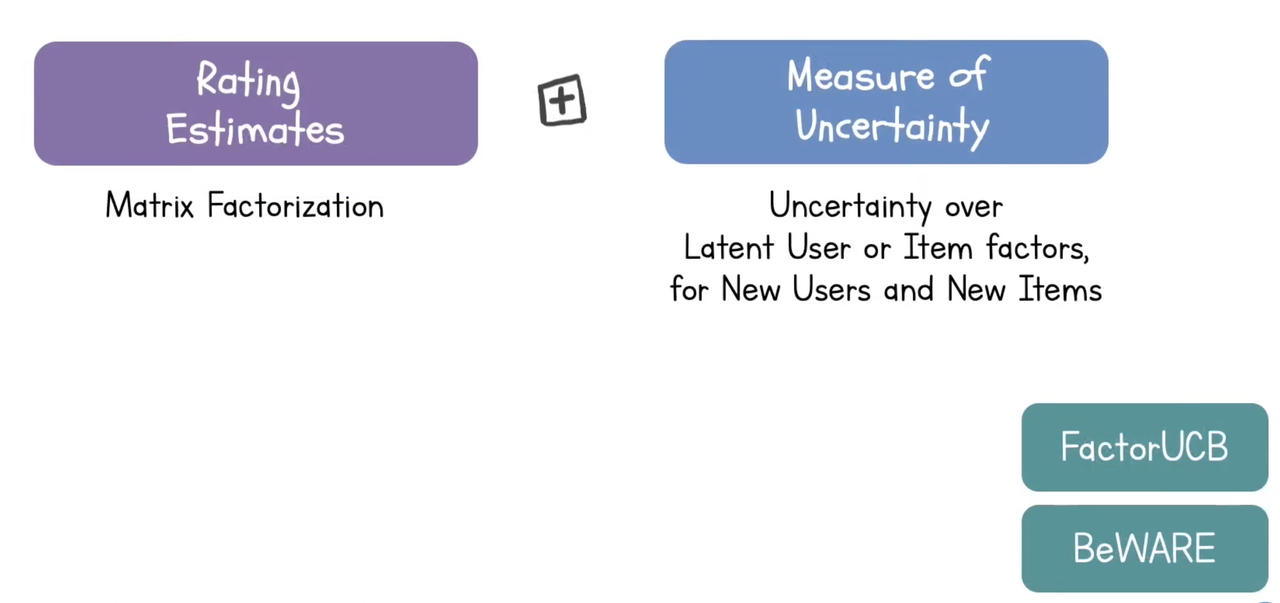 Rating
Estimates
+
Measure of
Uncertainty
Matrix Factorization
Uncertainty over
Latent User or Item factors,
for New Users and New Items
FactorUCB
BeWARE